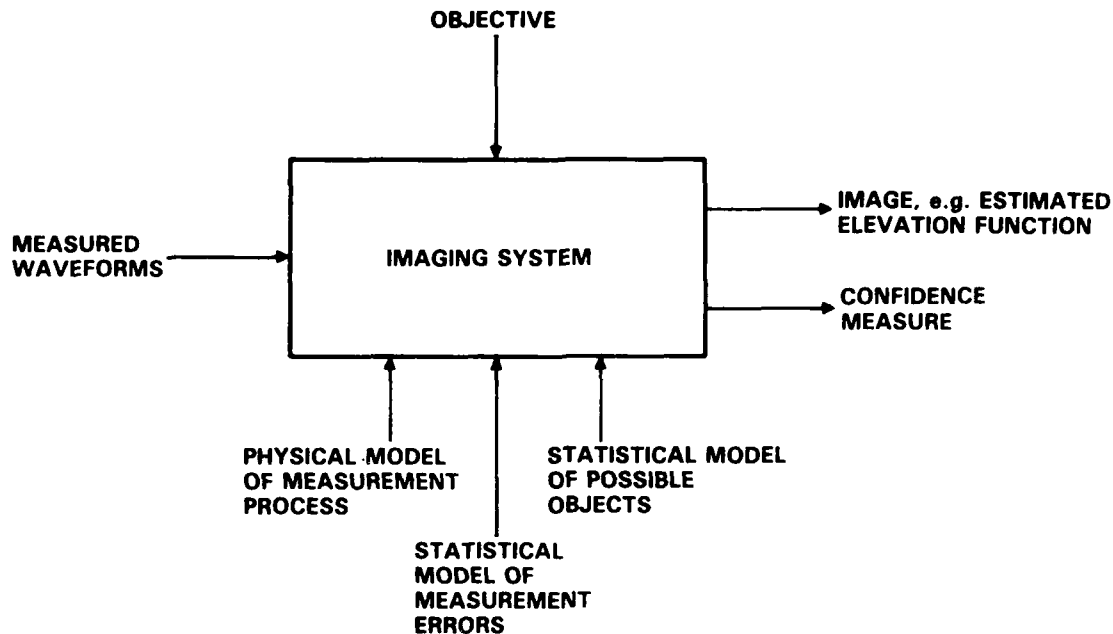 OBJECTIVE
IMAGE, e.g. ESTIMATED
ELEVATION FUNCTION
MEASURED
WAVEFORMS
IMAGING SYSTEM
CONFIDENCE
MEASURE
PHYSICAL MODEL
OF MEASUREMENT
PROCESS
STATISTICAL MODEL
OF POSSIBLE
OBJECTS
STATISTICAL
MODEL OF
MEASUREMENT
ERRORS